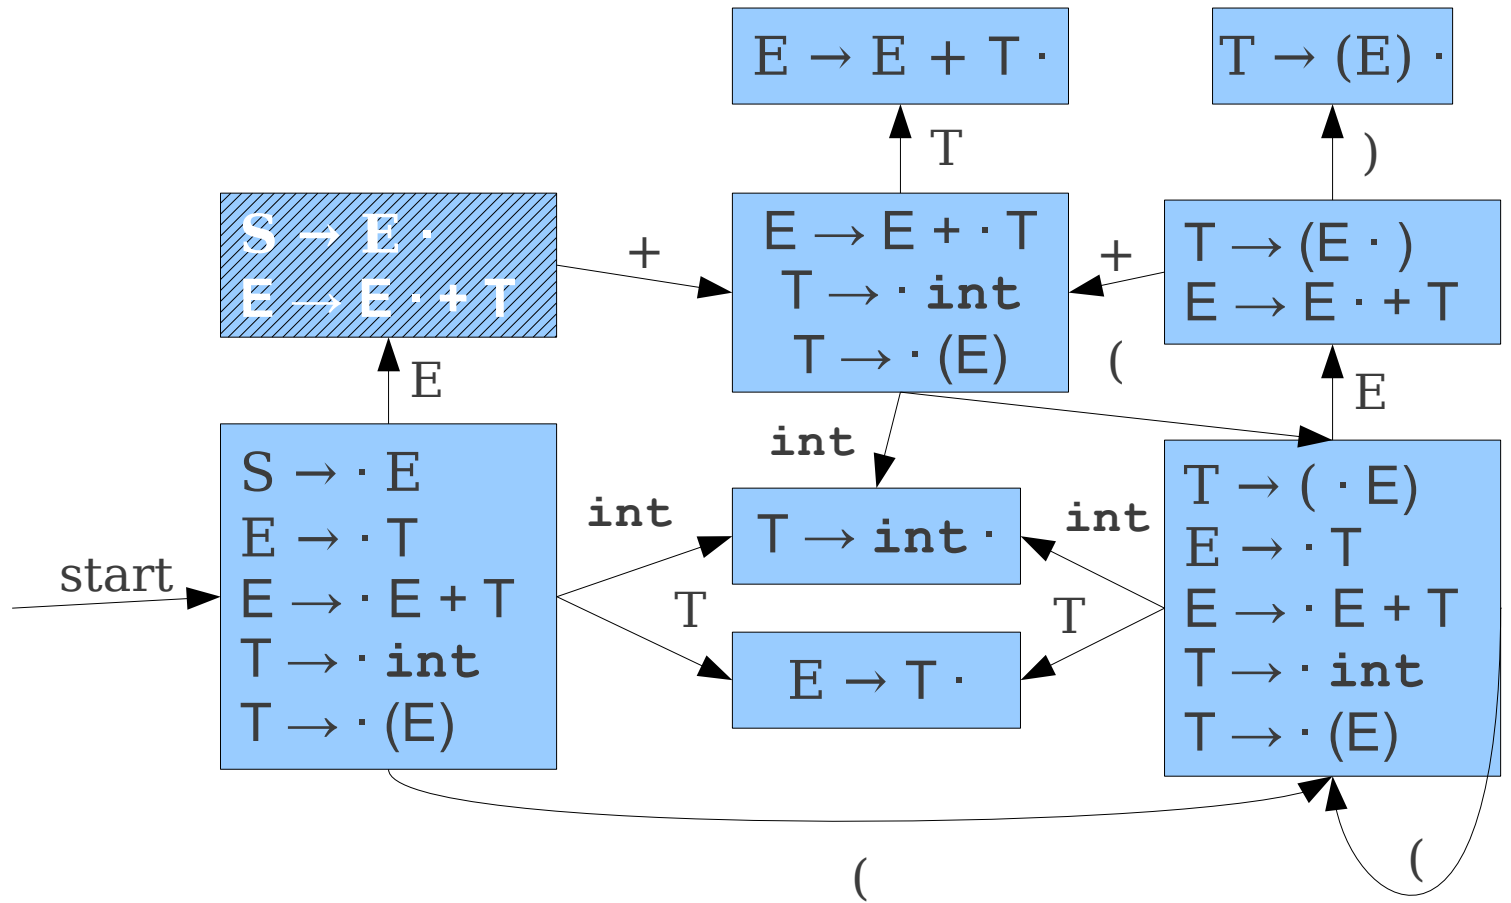 E → E + T ·
T → (E) ·
T
)
S → E ·
E → E · + T
+
E → E + · T
T → · int
T → · (E)
+
T → (E · )
E → E · + T
(
E
E
int
S → · E
E → · T
E → · E + T
T → · int
T → · (E)
start
int
T → int ·
int
T
T
E → T ·
T → ( · E)
E → · T
E → · E + T
T → · int
T → · (E)
(
(